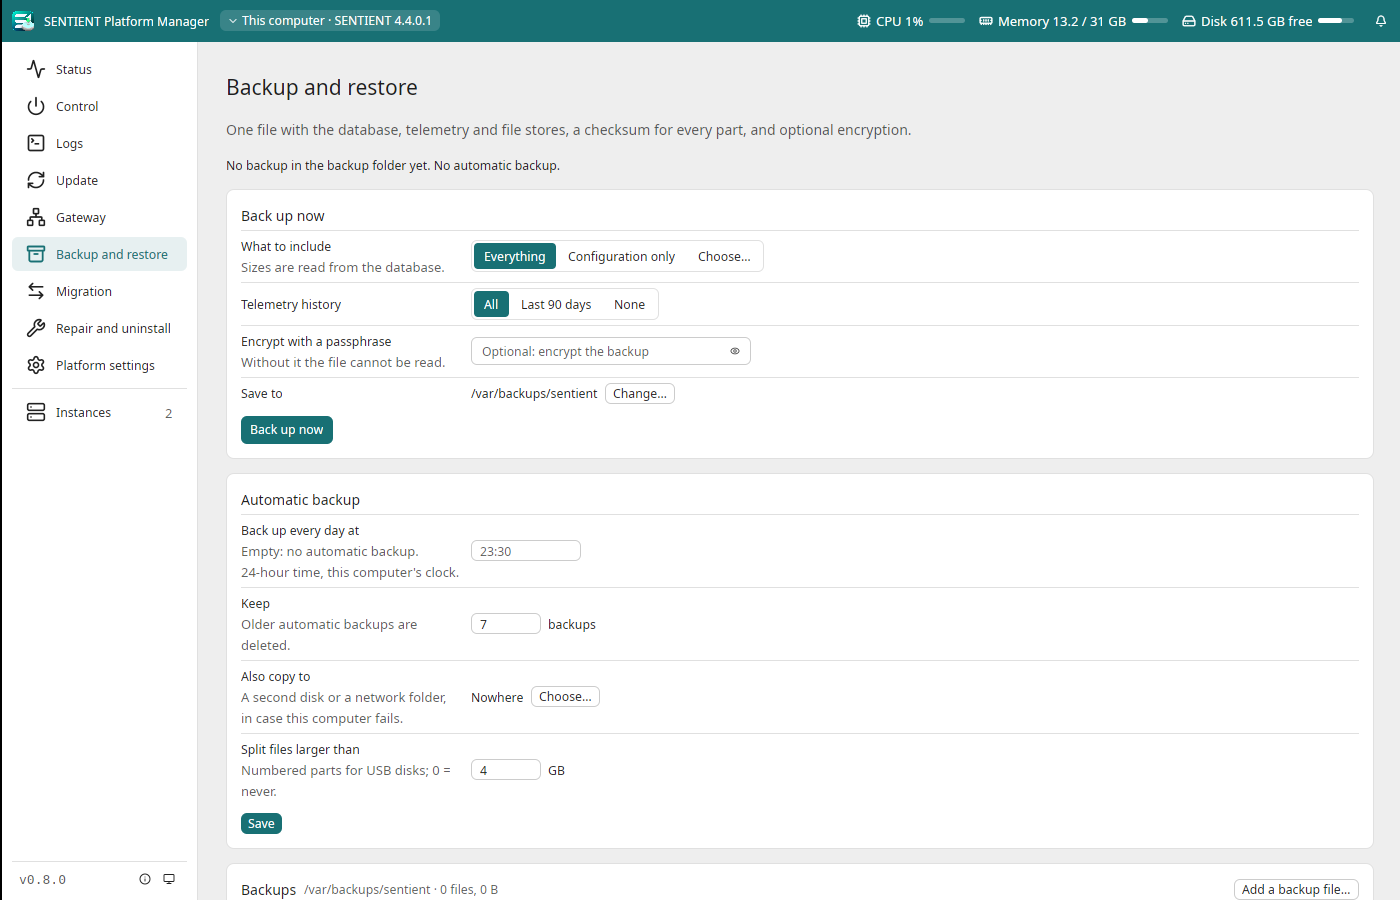 SENTIENT Platform Manager
This computer · SENTIENT 4.4.0.1
CPU 1%
Memory 13.2 / 31 GB
Disk 611.5 GB free
Status
Control
Logs
Update
Gateway
Backup and restore
Migration
Repair and uninstall
Platform settings
Instances 2
v0.8.0
Backup and restore
One file with the database, telemetry and file stores, a checksum for every part, and optional encryption.
No backup in the backup folder yet. No automatic backup.
Back up now
What to include
Sizes are read from the database.
Everything Configuration only Choose...
Telemetry history
All Last 90 days None
Encrypt with a passphrase
Without it the file cannot be read.
Optional: encrypt the backup
Save to
/var/backups/sentient Change...
Back up now
Automatic backup
Back up every day at
Empty: no automatic backup.
24-hour time, this computer's clock.
23:30
Keep
Older automatic backups are
deleted.
7 backups
Also copy to
A second disk or a network folder,
in case this computer fails.
Nowhere Choose...
Split files larger than
Numbered parts for USB disks; 0 =
never.
4 GB
Save
Backups /var/backups/sentient · 0 files, 0 B
Add a backup file...